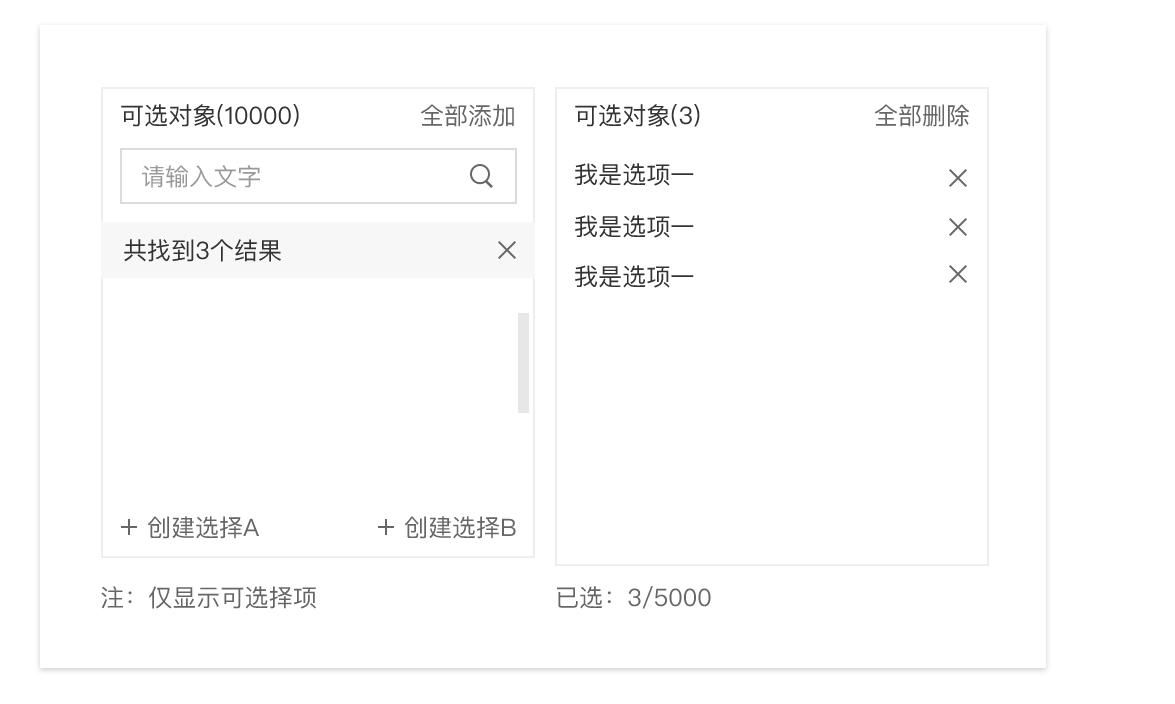 可选对象(10000) 全部添加
请输入文字
共找到3个结果
+ 创建选择A + 创建选择B
注：仅显示可选择项
可选对象(3) 全部删除
我是选项一
我是选项一
我是选项一
已选：3/5000